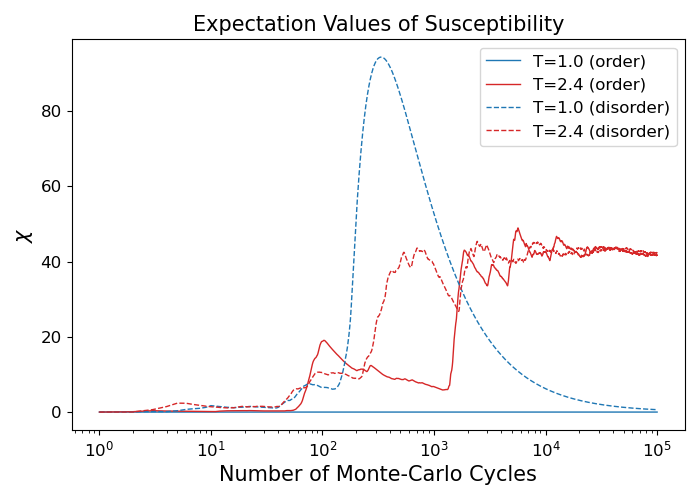 Expectation Values of Susceptibility
T=1.0 (order)
T=2.4 (order)
T=1.0 (disorder)
T=2.4 (disorder)
χ
80
60
40
20
0
10⁰ 10¹ 10² 10³ 10⁴ 10⁵
Number of Monte-Carlo Cycles